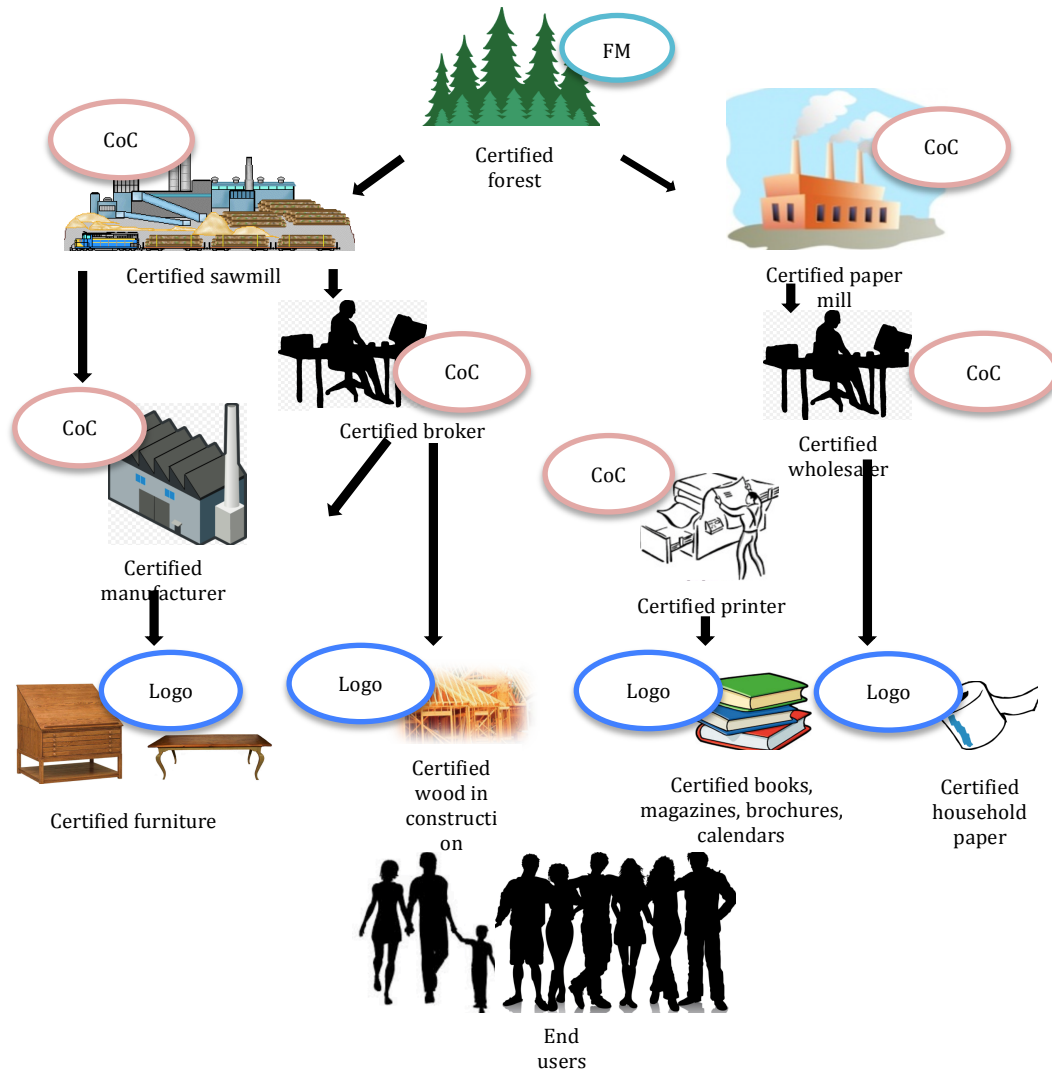 FM
CoC
Certified
forest
CoC
Certified sawmill
Certified paper
mill
CoC
CoC
CoC
Certified broker
Certified
wholesaler
CoC
Certified
manufacturer
Certified printer
Logo
Logo
Logo
Logo
Certified furniture
Certified
wood in
constructi
on
Certified books,
magazines, brochures,
calendars
Certified
household
paper
End
users